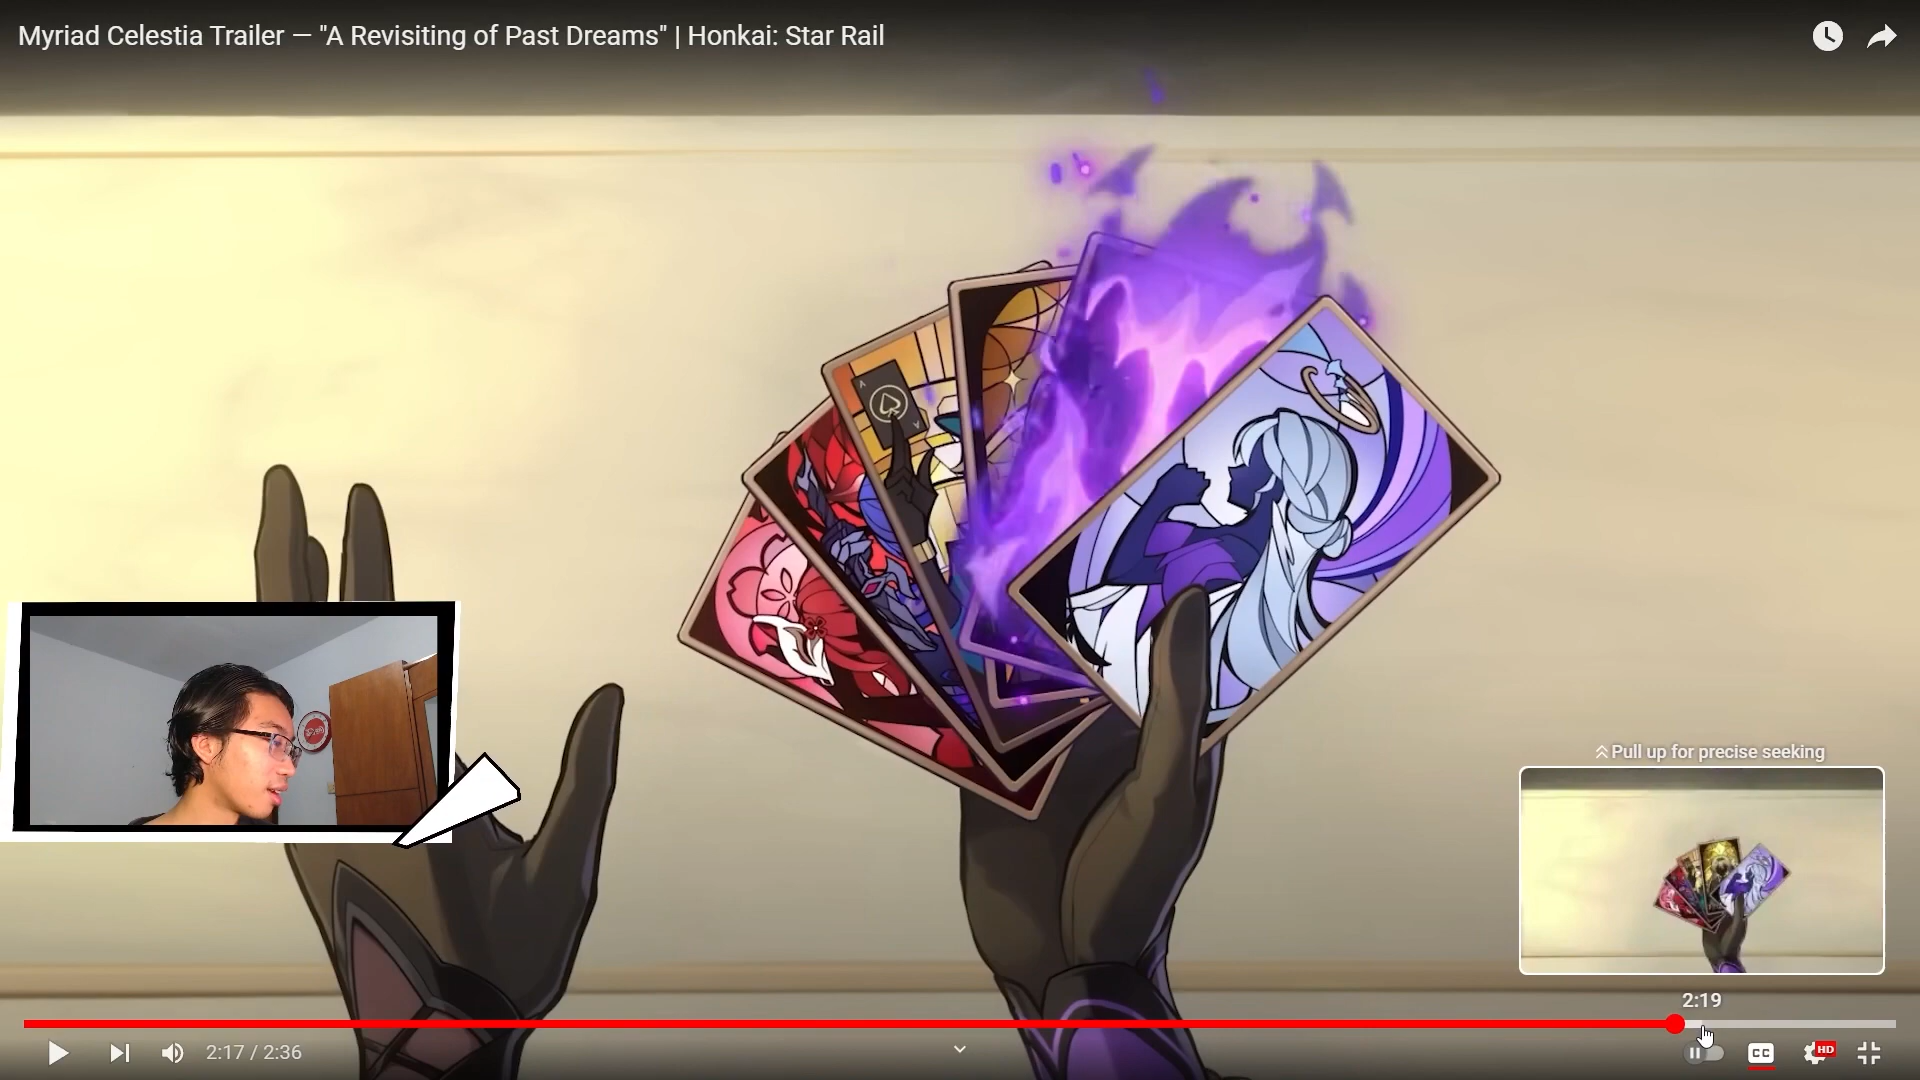 Myriad Celestia Trailer — "A Revisiting of Past Dreams" | Honkai: Star Rail
A
A
Pull up for precise seeking
2:19
2:17 / 2:36
CC
HD